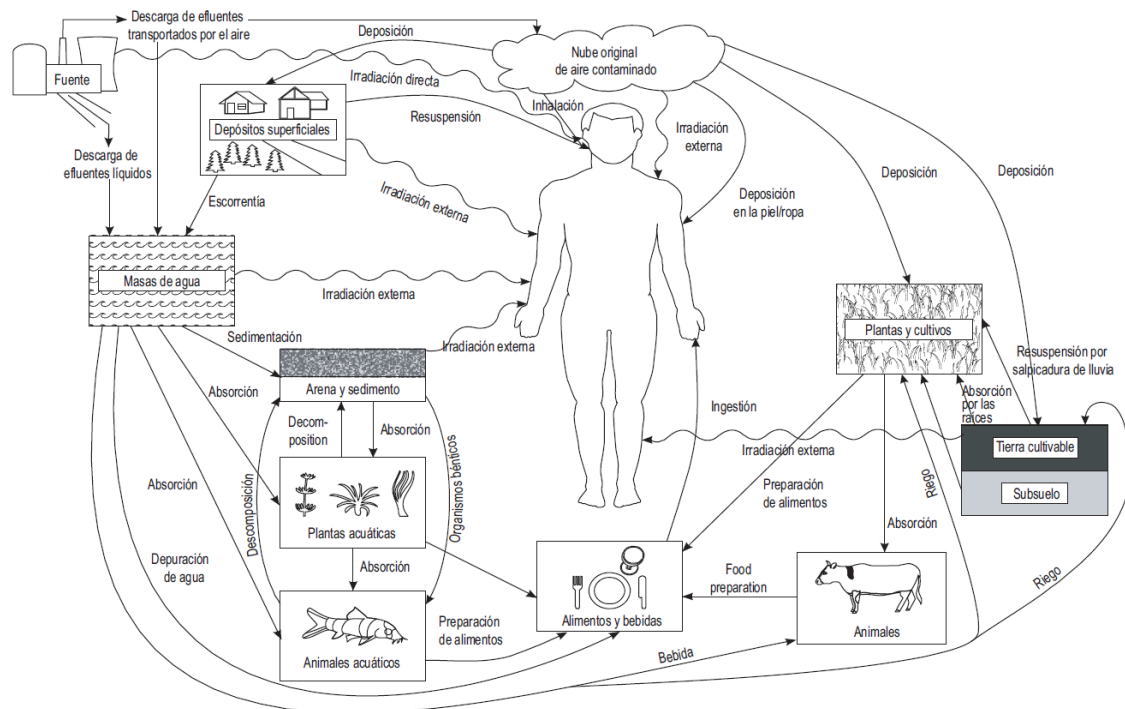 Descarga de efluentes
transportados por el aire
Fuente
Deposición
Nube original
de aire contaminado
Irradiación directa
Inhalación
Depósitos superficiales
Resuspensión
Irradiación
externa
Descarga de
efluentes líquidos
Escorrentía
Irradiación externa
Deposición
en la piel/ropa
Deposición
Deposición
Masas de agua
Irradiación externa
Plantas y cultivos
Sedimentación
Irradiación externa
Resuspensión por
salpicadura de lluvia
Arena y sedimento
Absorción
Absorción
por las
raíces
Ingestión
Decom-
position
Absorción
Tierra cultivable
Irradiación externa
Organismos bénticos
Absorción
Preparación
de alimentos
Riego
Subsuelo
Descomposición
Plantas acuáticas
Absorción
Depuración
de agua
Absorción
Food
preparation
Riego
Alimentos y bebidas
Animales
Preparación
de alimentos
Animales acuáticos
Bebida